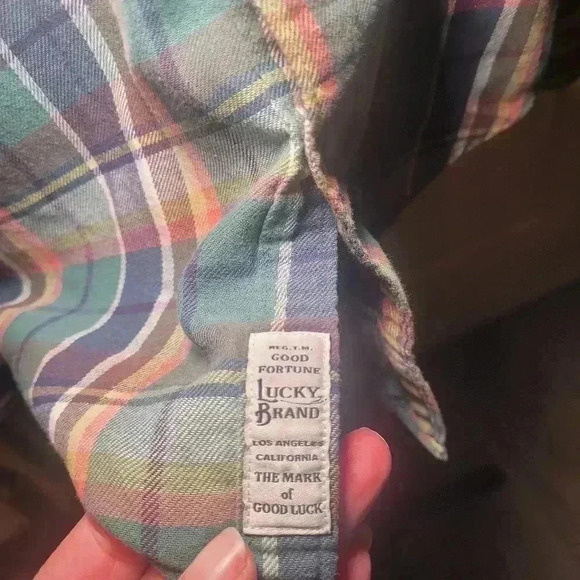 REG.T.M.
GOOD
FORTUNE
LUCKY
BRAND
LOS ANGELES
CALIFORNIA
THE MARK
of
GOOD LUCK